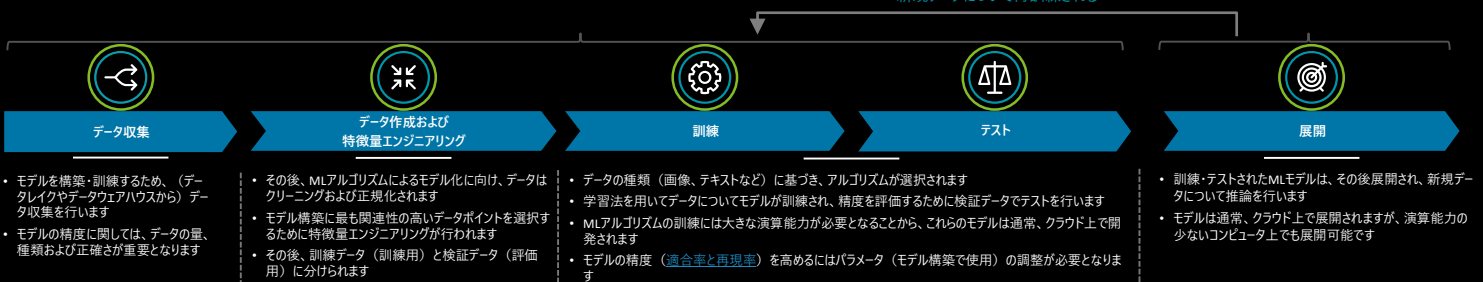 データ収集
データ作成および
特徴量エンジニアリング
訓練
テスト
展開
• モデルを構築・訓練するため、（デー
タレイクやデータウェアハウスから）デー
タ収集を行います
• モデルの精度に関しては、データの量、
種類および正確さが重要となります
• その後、MLアルゴリズムによるモデル化に向け、データは
クリーニングおよび正規化されます
• モデル構築に最も関連性の高いデータポイントを選択す
るために特徴量エンジニアリングが行われます
• その後、訓練データ（訓練用）と検証データ（評価
用）に分けられます
• データの種類（画像、テキストなど）に基づき、アルゴリズムが選択されます
• 学習法を用いてデータについてモデルが訓練され、精度を評価するために検証データでテストを行います
• MLアルゴリズムの訓練には大きな演算能力が必要となることから、これらのモデルは通常、クラウド上で開
発されます
• モデルの精度（適合率と再現率）を高めるにはパラメータ（モデル構築で使用）の調整が必要となりま
す
• 訓練・テストされたMLモデルは、その後展開され、新規デー
タについて推論を行います
• モデルは通常、クラウド上で展開されますが、演算能力の
少ないコンピュータ上でも展開可能です